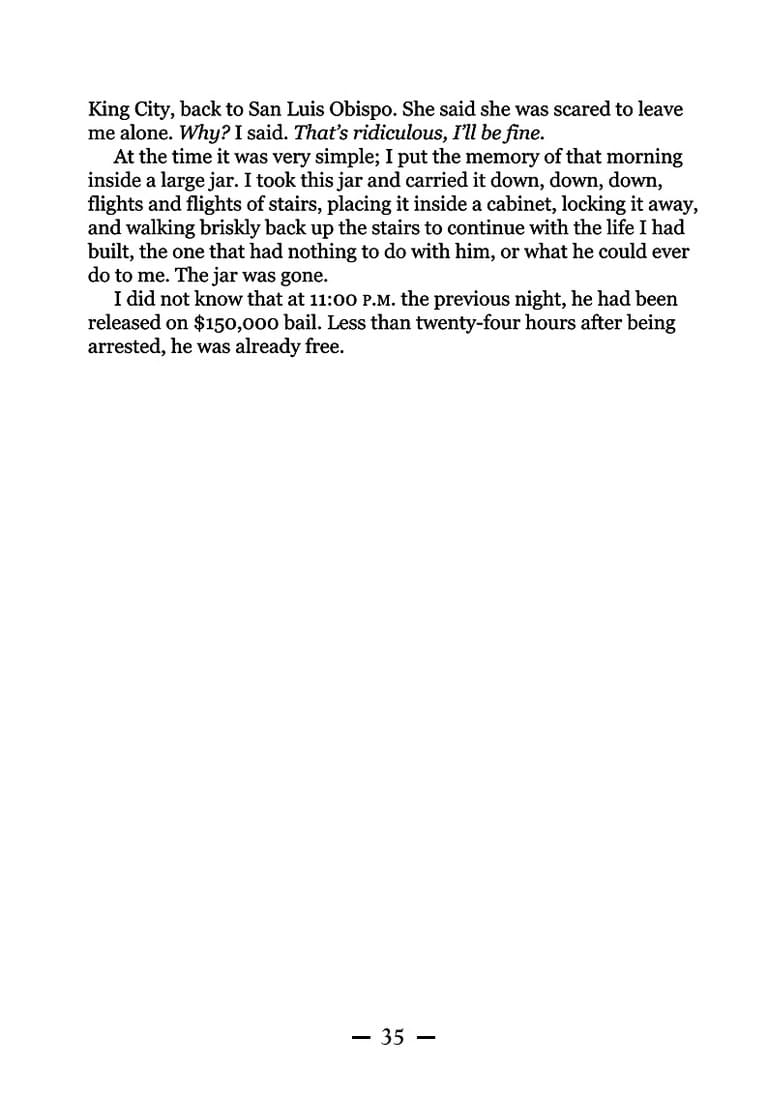 King City, back to San Luis Obispo. She said she was scared to leave
me alone. Why? I said. That's ridiculous, I'll be fine.
At the time it was very simple; I put the memory of that morning
inside a large jar. I took this jar and carried it down, down, down,
flights and flights of stairs, placing it inside a cabinet, locking it away,
and walking briskly back up the stairs to continue with the life I had
built, the one that had nothing to do with him, or what he could ever
do to me. The jar was gone.
I did not know that at 11:00 P.M. the previous night, he had been
released on $150,000 bail. Less than twenty-four hours after being
arrested, he was already free.
— 35 —